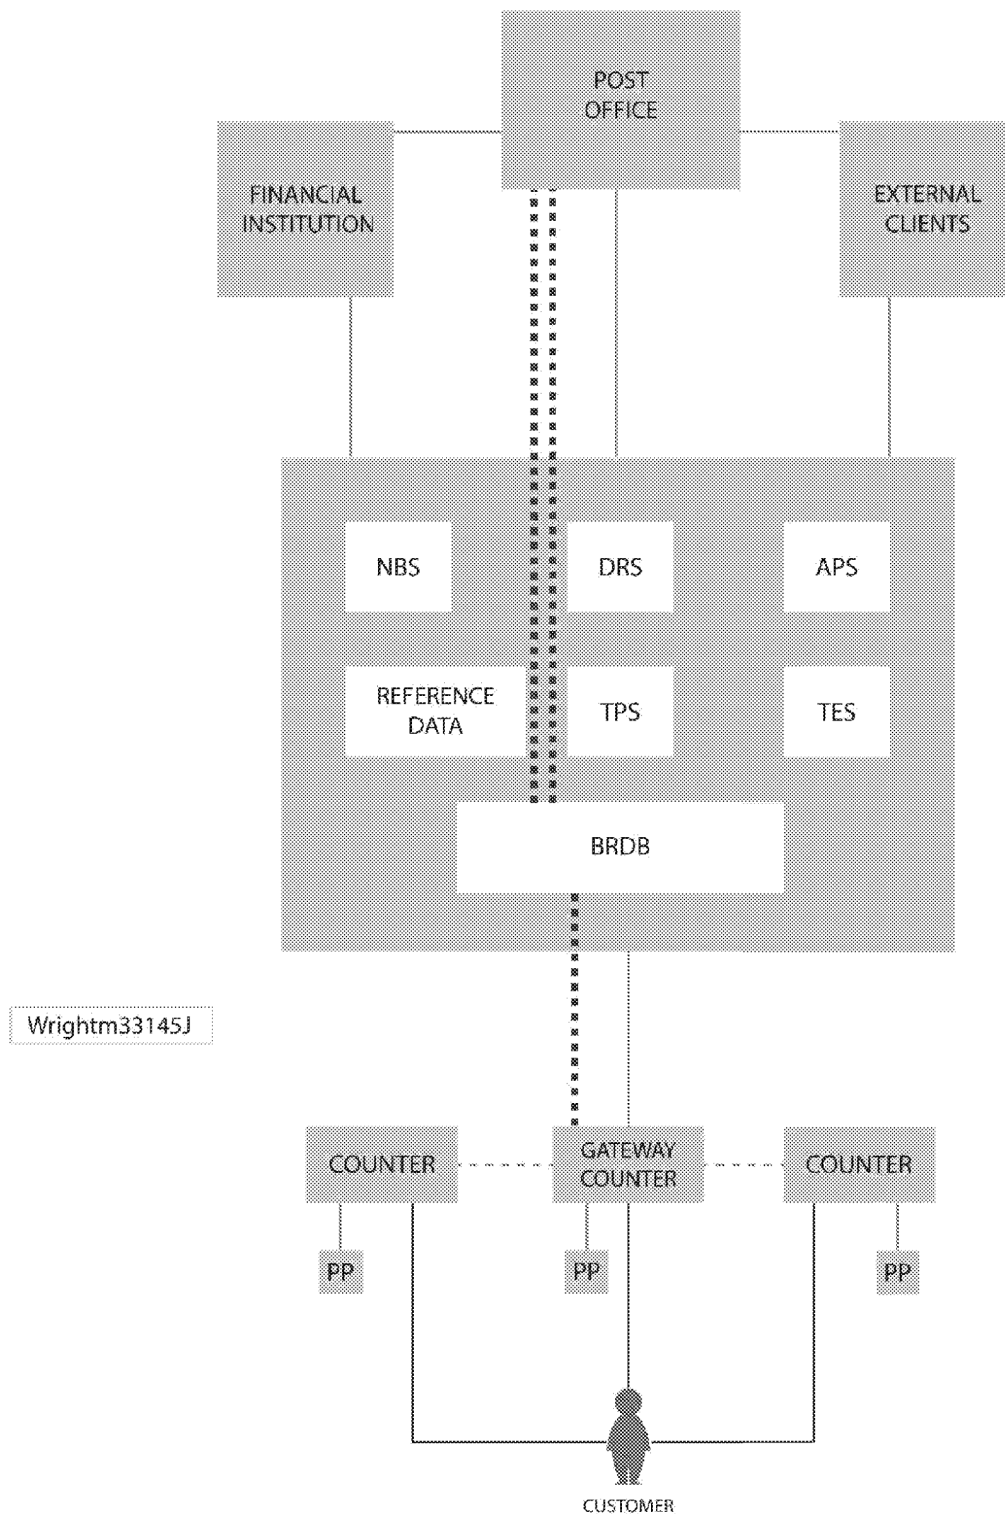 POST
OFFICE
FINANCIAL
INSTITUTION
EXTERNAL
CLIENTS
NBS
DRS
APS
REFERENCE
DATA
TPS
TES
BRDB
Wrightm33145J
COUNTER
GATEWAY
COUNTER
COUNTER
PP
PP
PP
CUSTOMER